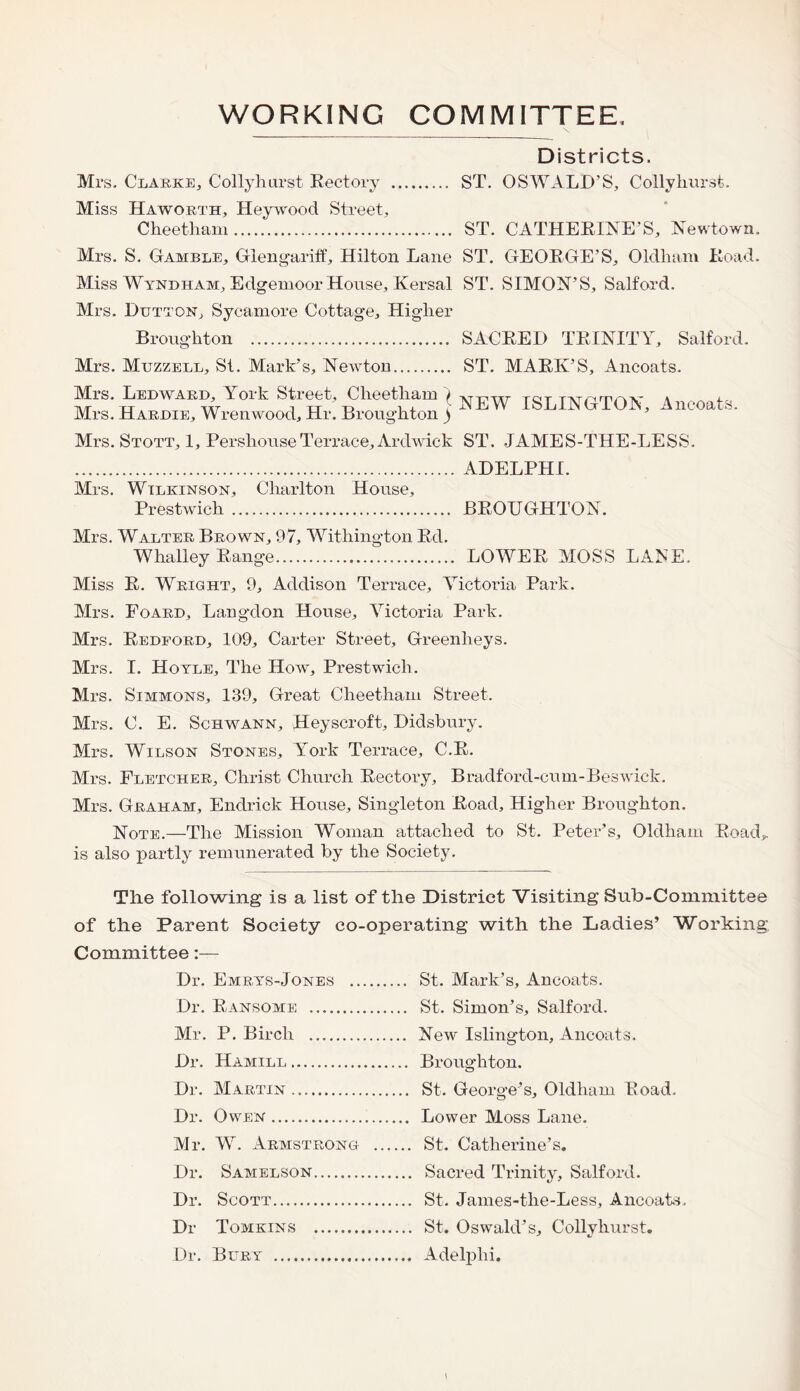 WORKING COMMITTEE.
Districts.
Mrs. CLARKE, Collyhurst Rectory .......... ST. OSWALD'S, Collyhurst.
Miss HAWORTH, Heywood Street,
Cheetham .......... ST. CATHERINE'S, Newtown.
Mrs. S. GAMBLE, Glengariff, Hilton Lane ST. GEORGE'S, Oldham Road.
Miss WYNDHAM, Edgemoor House, Kersal ST. SIMON'S, Salford.
Mrs. DUTTON, Sycamore Cottage, Higher
Broughton .......... SACRED TRINITY, Salford.
Mrs. MUZZELL, St. Mark's, Newton.......... ST. MARK'S, Ancoats.
Mrs. LEDWARD, York Street, Cheetham }
Mrs. HARDIE, Wrenwood, Hr. Broughton } NEW ISLINGTON, Ancoats.
Mrs. STOTT, 1, Pershouse Terrace, Ardwick ST. JAMES-THE-LESS.
.......... ADELPHI.
Mrs. WILKINSON, Charlton House,
Prestwich .......... BROUGHTON.
Mrs. WALTER BROWN, 97, Withington Rd.
Whalley Range.......... LOWER MOSS LANE.
Miss R. WRIGHT, 9, Addison Terrace, Victoria Park.
Mrs. FOARD, Langdon House, Victoria Park.
Mrs. REDFORD, 109, Carter Street, Greenheys.
Mrs. I. HOYLE, The How, Prestwich.
Mrs. SIMMONS, 139, Great Cheetham Street.
Mrs. C. E. SCHWANN, Heyscroft, Didsbury.
Mrs. WILSON STONES, York Terrace, C.R.
Mrs. FLETCHER, Christ Church Rectory, Bradford-cum-Beswick.
Mrs. GRAHAM, Endrick House, Singleton Road, Higher Broughton.
NOTE.—The Mission Woman attached to St. Peter's, Oldham Road,
is also partly remunerated by the Society.
The following is a list of the District Visiting Sub-Committee
of the Parent Society co-operating with the Ladies' Working
Committee:—
Dr. EMRYS-JONES .......... St. Mark's, Ancoats.
Dr. RANSOME .......... St. Simon's, Salford.
Mr. P. Birch .......... New Islington, Ancoats.
Dr. HAMILL .......... Broughton.
Dr. MARTIN .......... St. George's, Oldham Road.
Dr. OWEN .......... Lower Moss Lane.
Mr. W. ARMSTRONG ...... St. Catherine's.
Dr. SAMELSON.......... Sacred Trinity, Salford.
Dr. SCOTT.......... St. James-the-Less, Ancoats.
Dr TOMKINS .......... St. Oswald's, Collyhurst.
Dr. BURY .......... Adelphi.